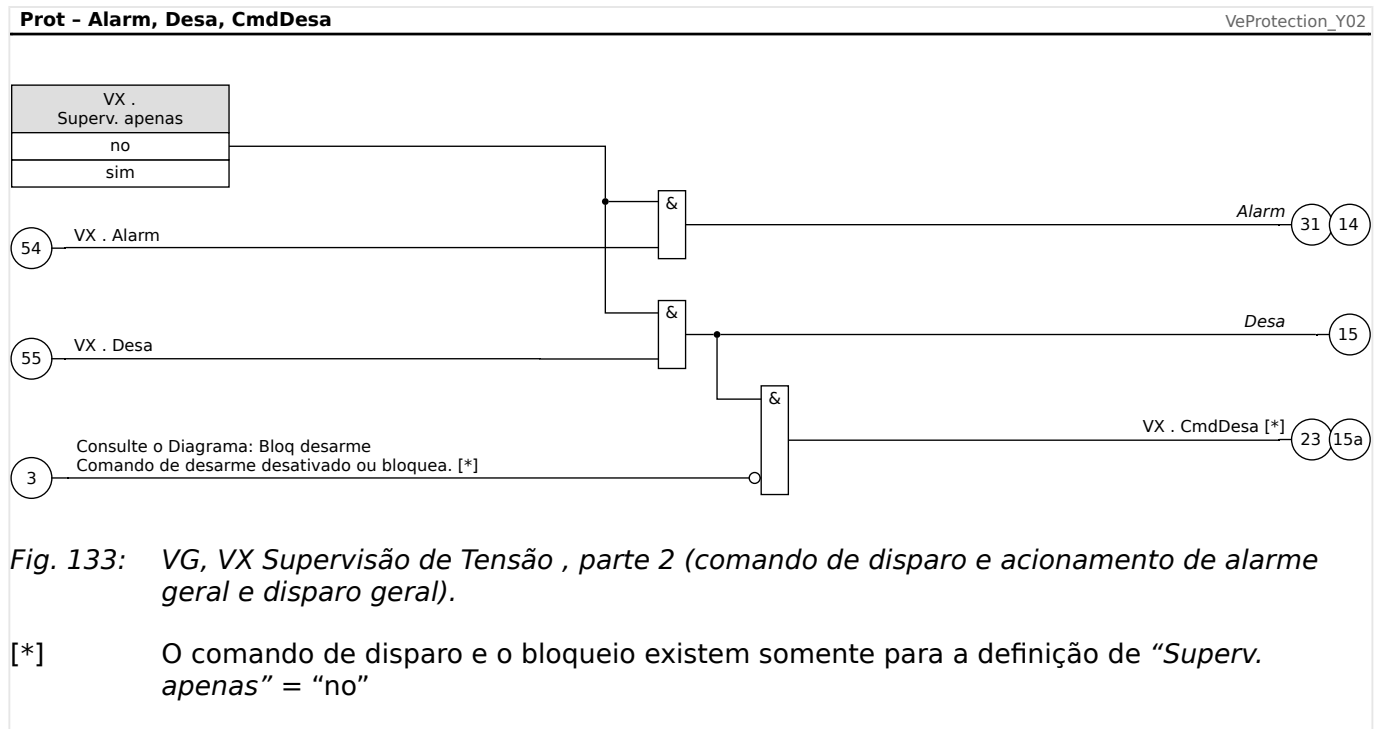 Prot – Alarm, Desa, CmdDesa
VeProtection_Y02
VX .
Superv. apenas
no
sim
&
Alarm
31
14
54
VX . Alarm
&
Desa
15
55
VX . Desa
&
VX . CmdDesa [*]
23
15a
Consulte o Diagrama: Bloq desarme
Comando de desarme desativado ou bloquea. [*]
3
Fig. 133: VG, VX Supervisão de Tensão , parte 2 (comando de disparo e acionamento de alarme
geral e disparo geral).
[*] O comando de disparo e o bloqueio existem somente para a definição de “Superv.
apenas” = “no”